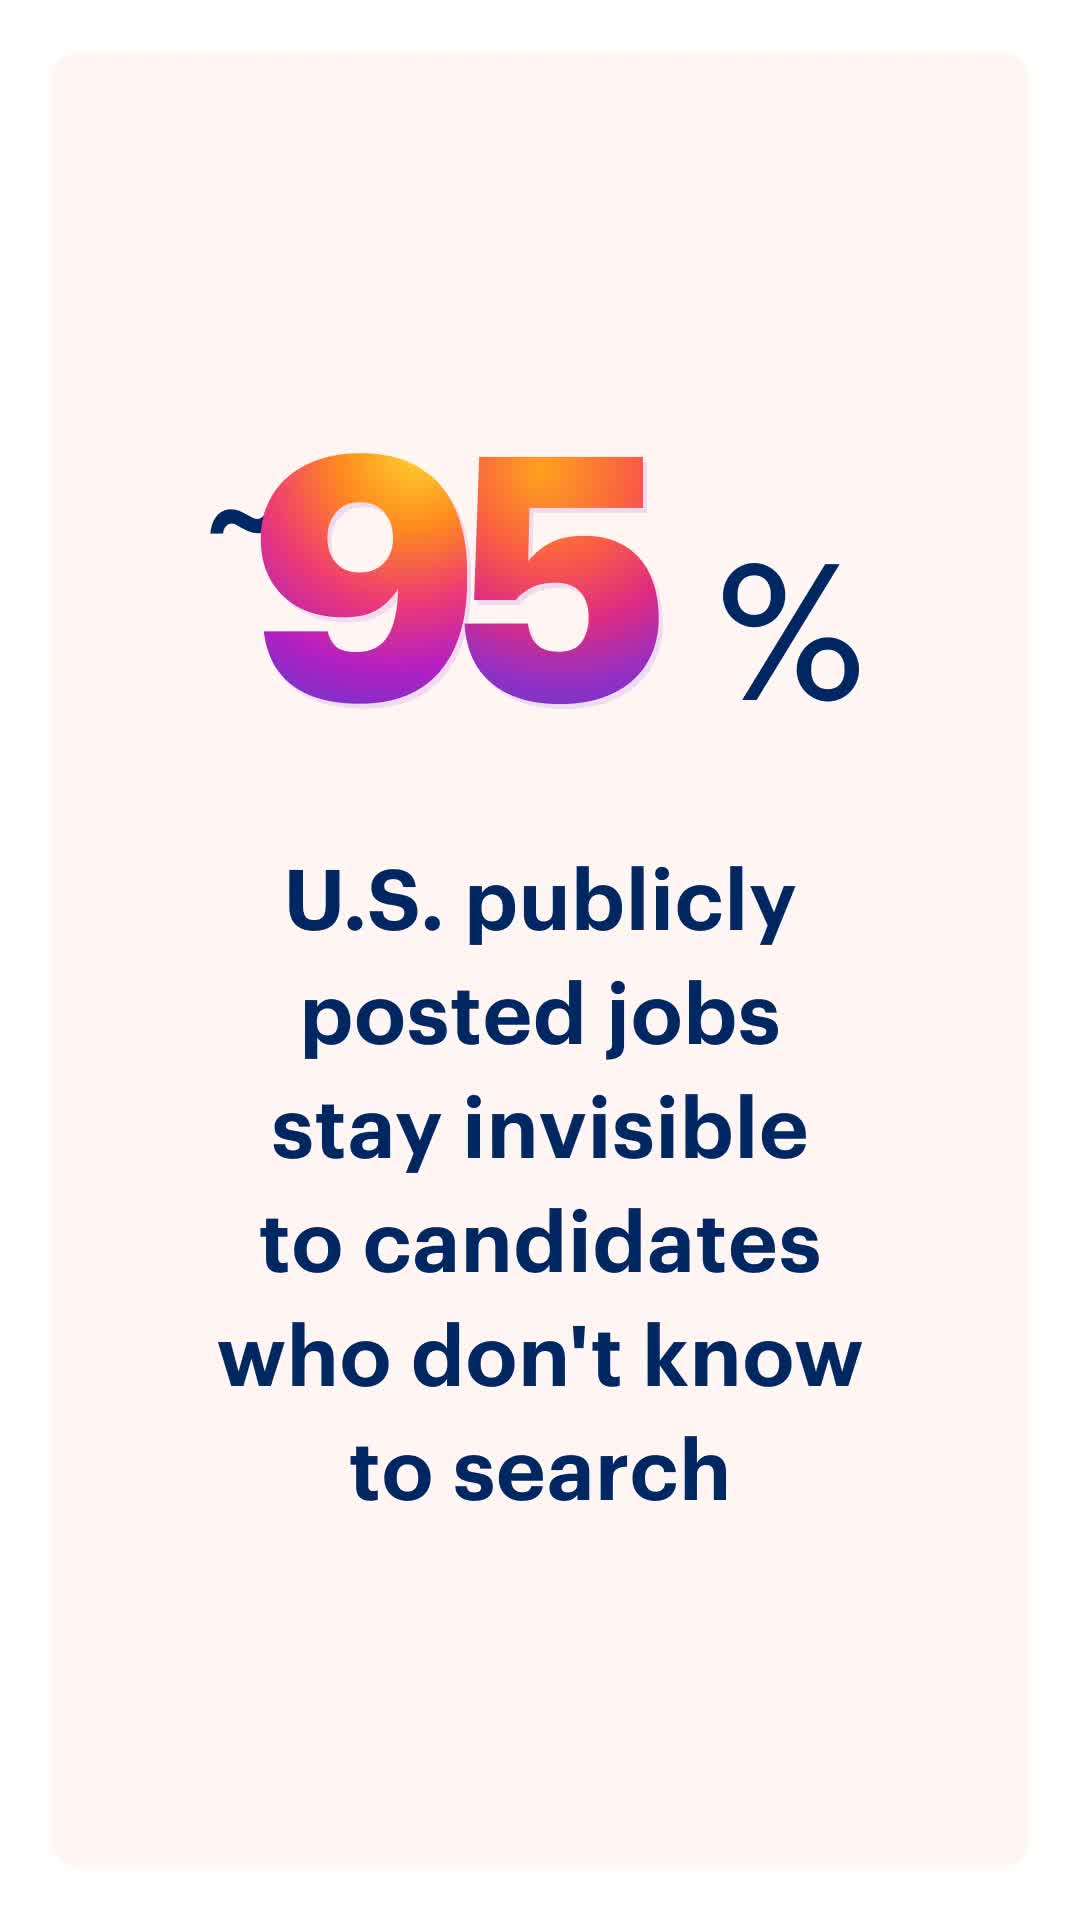 ~95 %
U.S. publicly
posted jobs
stay invisible
to candidates
who don't know
to search